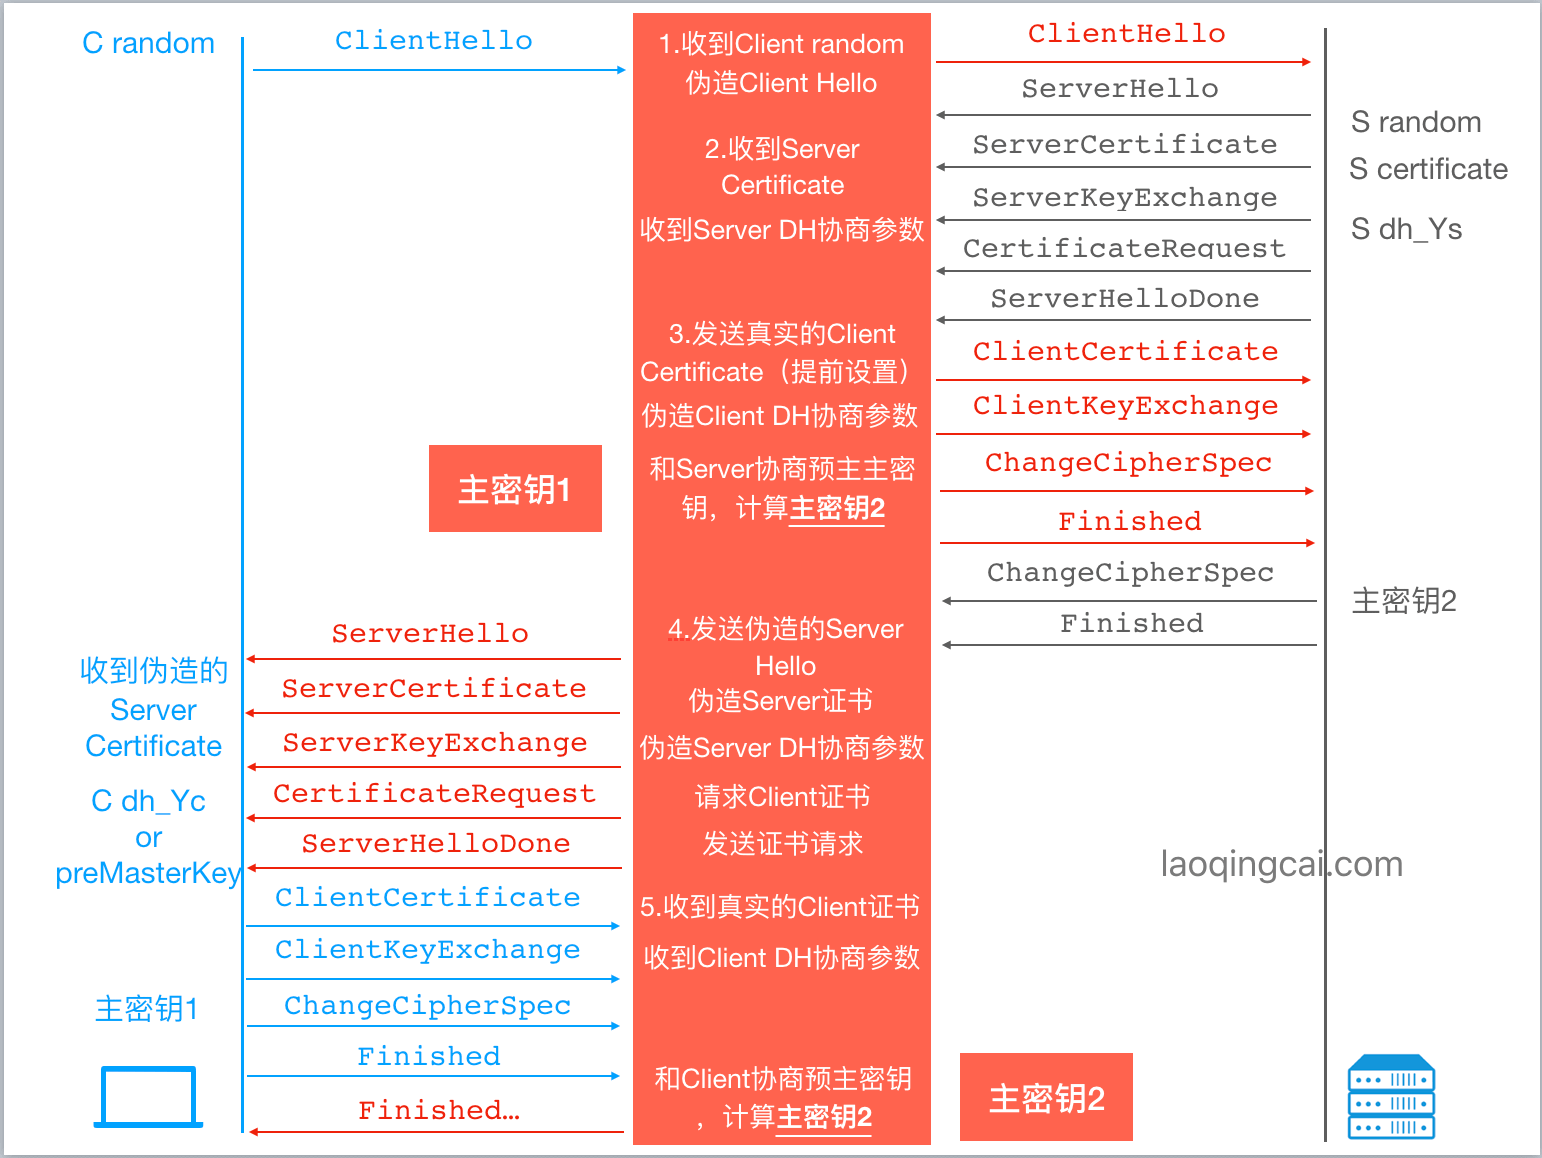 C random
ClientHello
1.收到Client random
伪造Client Hello
ClientHello
ServerHello
S random
2.收到Server
Certificate
ServerCertificate
S certificate
ServerKeyExchange
收到Server DH协商参数
S dh_Ys
CertificateRequest
ServerHelloDone
3.发送真实的Client
Certificate（提前设置）
ClientCertificate
伪造Client DH协商参数
ClientKeyExchange
主密钥1
和Server协商预主主密
钥，计算主密钥2
ChangeCipherSpec
Finished
ChangeCipherSpec
主密钥2
Finished
ServerHello
4.发送伪造的Server
Hello
收到伪造的
Server
Certificate
ServerCertificate
伪造Server证书
ServerKeyExchange
伪造Server DH协商参数
C dh_Yc
or
preMasterKey
CertificateRequest
请求Client证书
ServerHelloDone
发送证书请求
laoqingcai.com
ClientCertificate
5.收到真实的Client证书
ClientKeyExchange
收到Client DH协商参数
主密钥1
ChangeCipherSpec
Finished
和Client协商预主密钥
，计算主密钥2
主密钥2
Finished…